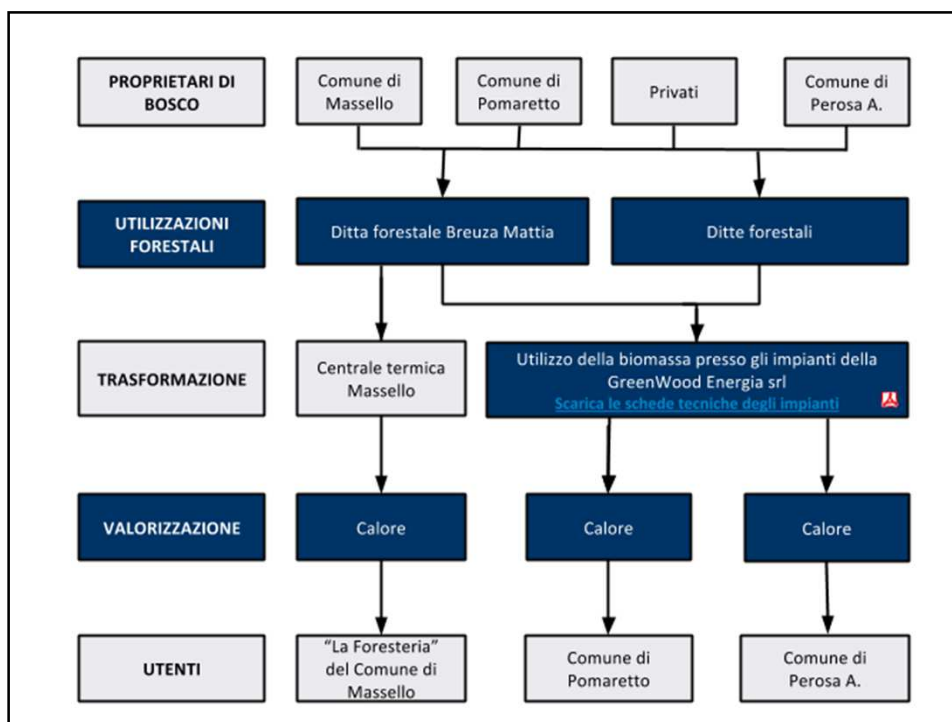 PROPRIETARI DI
BOSCO
Comune di
Massello
Comune di
Pomaretto
Privati
Comune di
Perosa A.
UTILIZZAZIONI
FORESTALI
Ditta forestale Breuza Mattia
Ditte forestali
TRASFORMAZIONE
Centrale termica
Massello
Utilizzo della biomassa presso gli impianti della
GreenWood Energia srl
Scarica le schede tecniche degli impianti
VALORIZZAZIONE
Calore
Calore
Calore
UTENTI
“La Foresteria”
del Comune di
Massello
Comune di
Pomaretto
Comune di
Perosa A.